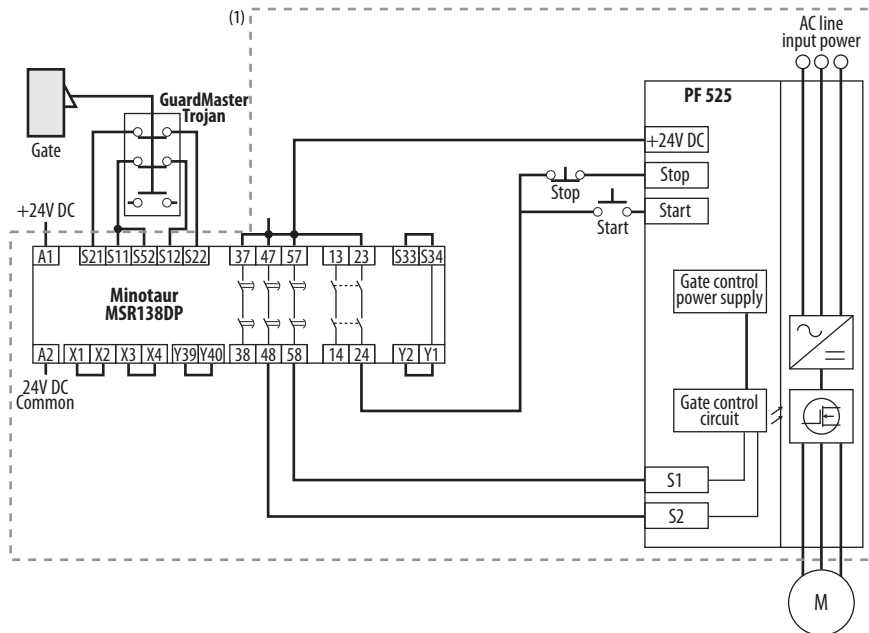 (1)
AC line
input power
GuardMaster
Trojan
PF 525
Gate
+24V DC
Stop
Stop
Start
Start
+24V DC
A1 S21 S11 S52 S12 S22 37 47 57 13 23 S33 S34
Minotaur
MSR138DP
Gate control
power supply
A2 X1 X2 X3 X4 Y39 Y40 38 48 58 14 24 Y2 Y1
24V DC
Common
Gate control
circuit
S1
S2
M